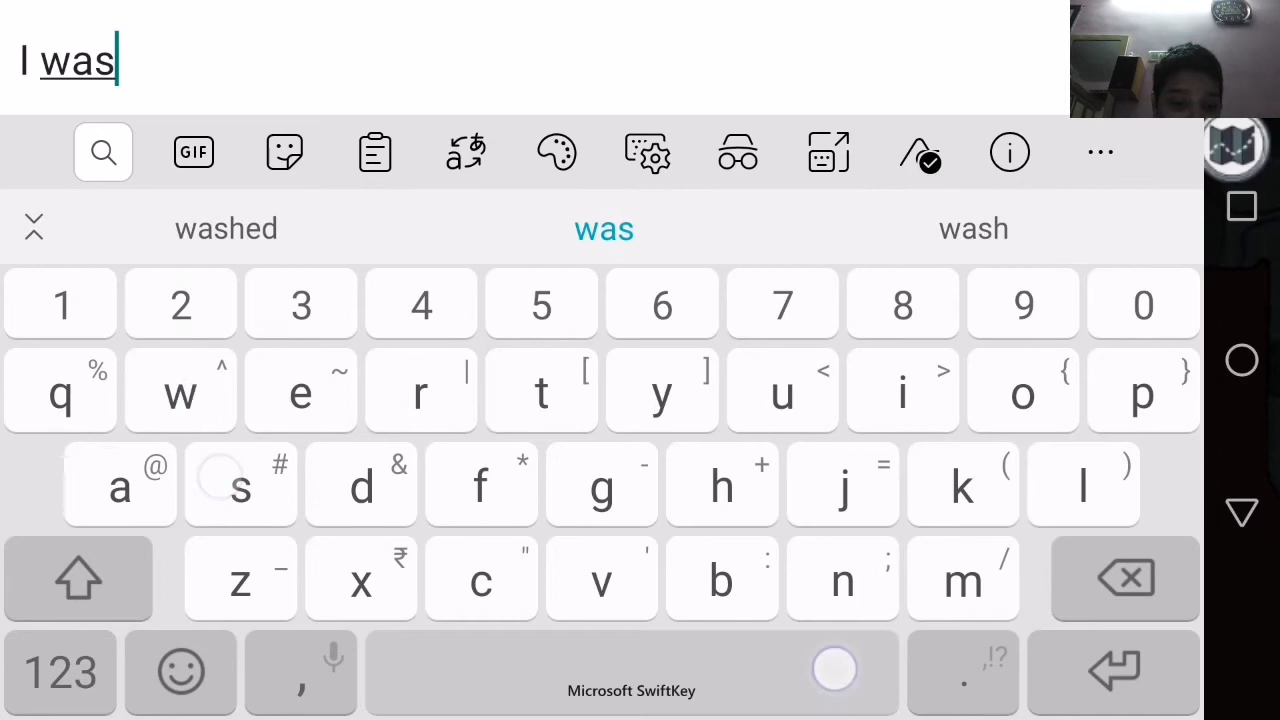 I was
GIF
washed was wash
1 2 3 4 5 6 7 8 9 0
q % w ^ e ~ r | t [ y ] u < i > o { p }
a @ s # d & f * g - h + j = k ( l )
z _ x ₹ c " v ' b : n ; m /
123 , Microsoft SwiftKey . ,!?